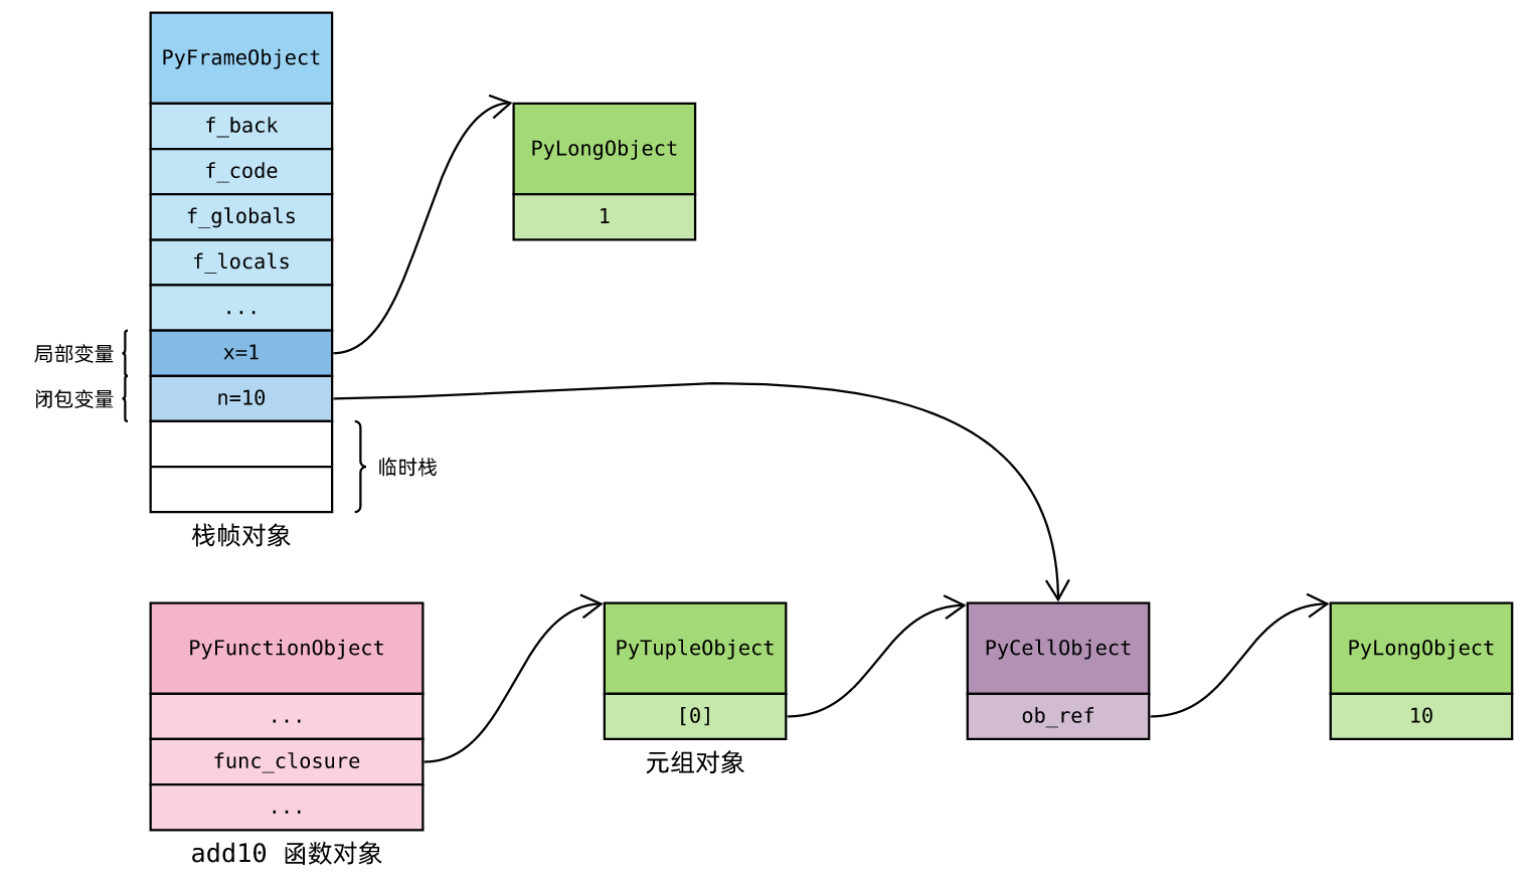 PyFrameObject
f_back
f_code
f_globals
f_locals
...
局部变量
x=1
闭包变量
n=10
临时栈
栈帧对象
PyLongObject
1
PyFunctionObject
...
func_closure
...
add10 函数对象
PyTupleObject
[0]
元组对象
PyCellObject
ob_ref
PyLongObject
10